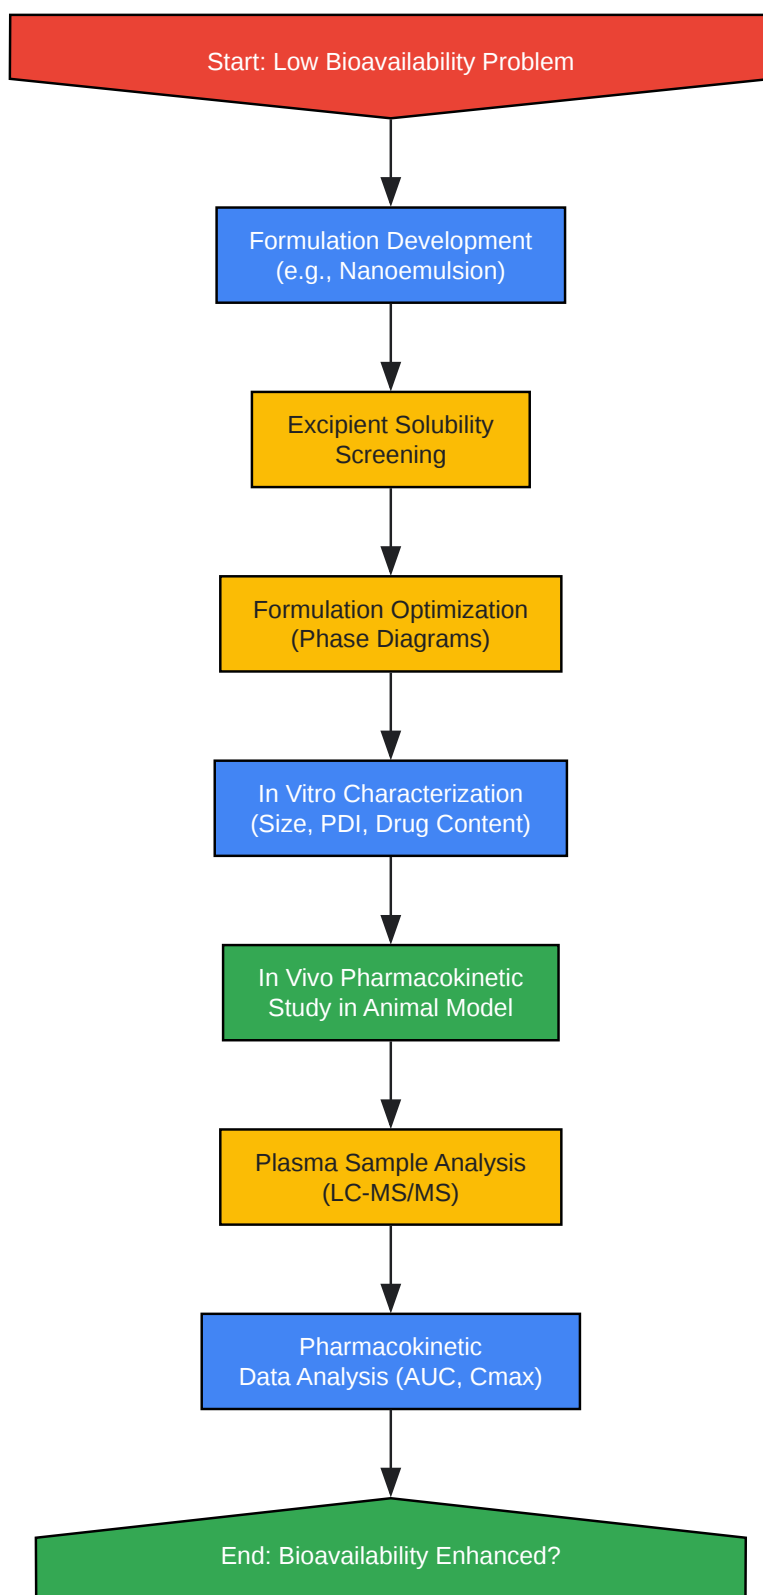 Start: Low Bioavailability Problem
Formulation Development
(e.g., Nanoemulsion)
Excipient Solubility
Screening
Formulation Optimization
(Phase Diagrams)
In Vitro Characterization
(Size, PDI, Drug Content)
In Vivo Pharmacokinetic
Study in Animal Model
Plasma Sample Analysis
(LC-MS/MS)
Pharmacokinetic
Data Analysis (AUC, Cmax)
End: Bioavailability Enhanced?